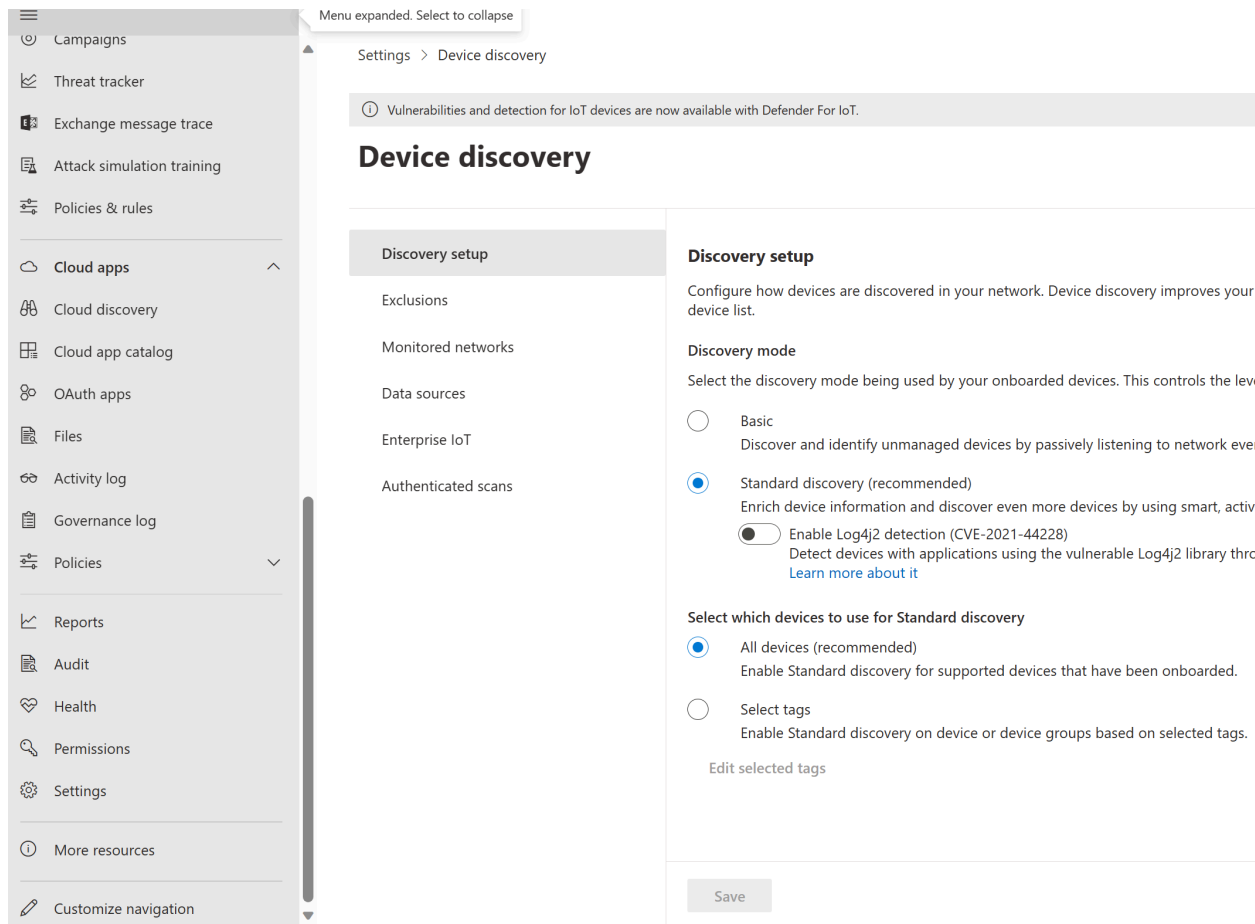 Menu expanded. Select to collapse
Campaigns
Threat tracker
Exchange message trace
Attack simulation training
Policies & rules
Cloud apps
Cloud discovery
Cloud app catalog
OAuth apps
Files
Activity log
Governance log
Policies
Reports
Audit
Health
Permissions
Settings
More resources
Customize navigation
Settings > Device discovery
Vulnerabilities and detection for IoT devices are now available with Defender For IoT.
Device discovery
Discovery setup
Exclusions
Monitored networks
Data sources
Enterprise IoT
Authenticated scans
Discovery setup
Configure how devices are discovered in your network. Device discovery improves your
device list.
Discovery mode
Select the discovery mode being used by your onboarded devices. This controls the
Basic
Discover and identify unmanaged devices by passively listening to network
Standard discovery (recommended)
Enrich device information and discover even more devices by using smart,
Enable Log4j2 detection (CVE-2021-44228)
Detect devices with applications using the vulnerable Log4j2 library
Learn more about it
Select which devices to use for Standard discovery
All devices (recommended)
Enable Standard discovery for supported devices that have been onboarded.
Select tags
Enable Standard discovery on device or device groups based on selected tags.
Edit selected tags
Save